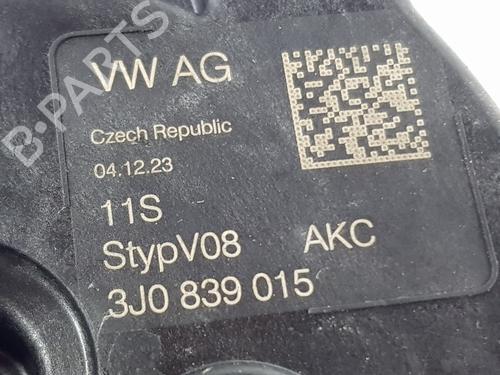 B-PARTS
VW AG
Czech Republic
04.12.23
11S
StypV08 AKC
3J0 839 015